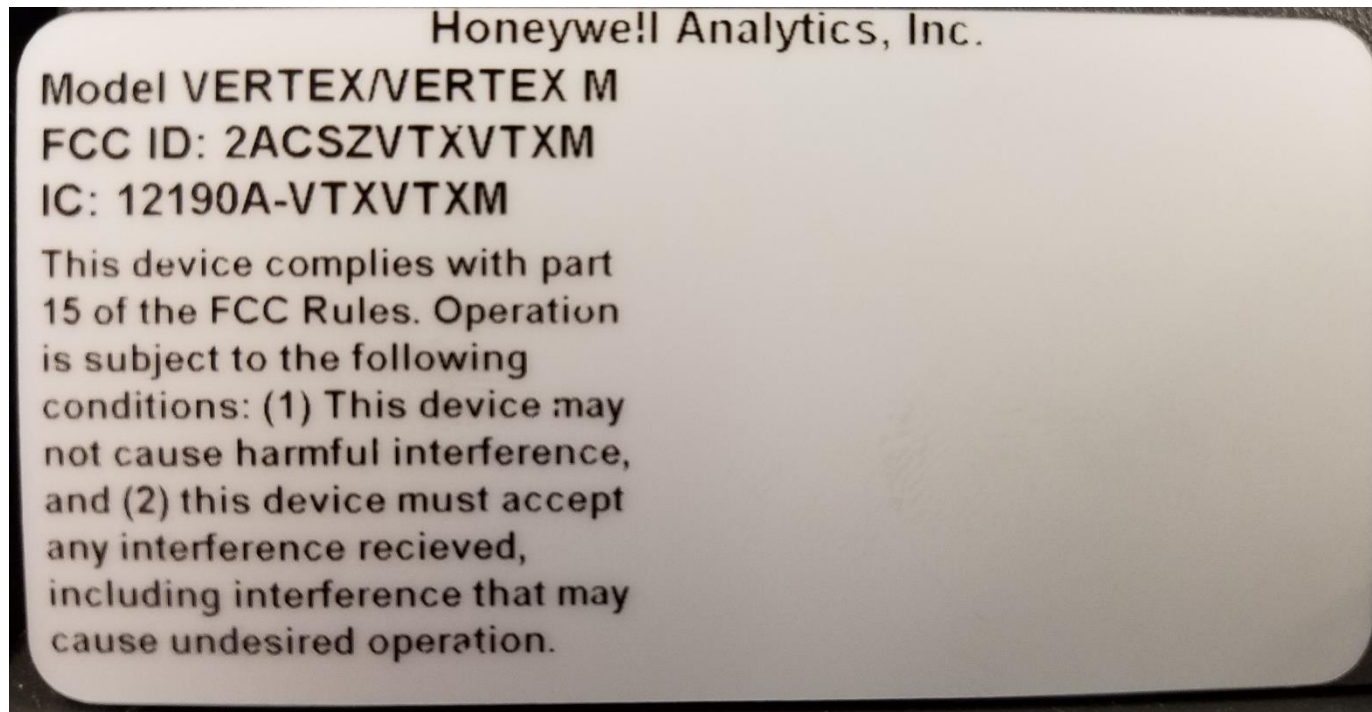 Honeywell Analytics, Inc.
Model VERTEX/VERTEX M
FCC ID: 2ACSZVTXVTXM
IC: 12190A-VTXVTXM
This device complies with part
15 of the FCC Rules. Operation
is subject to the following
conditions: (1) This device may
not cause harmful interference,
and (2) this device must accept
any interference recieved,
including interference that may
cause undesired operation.